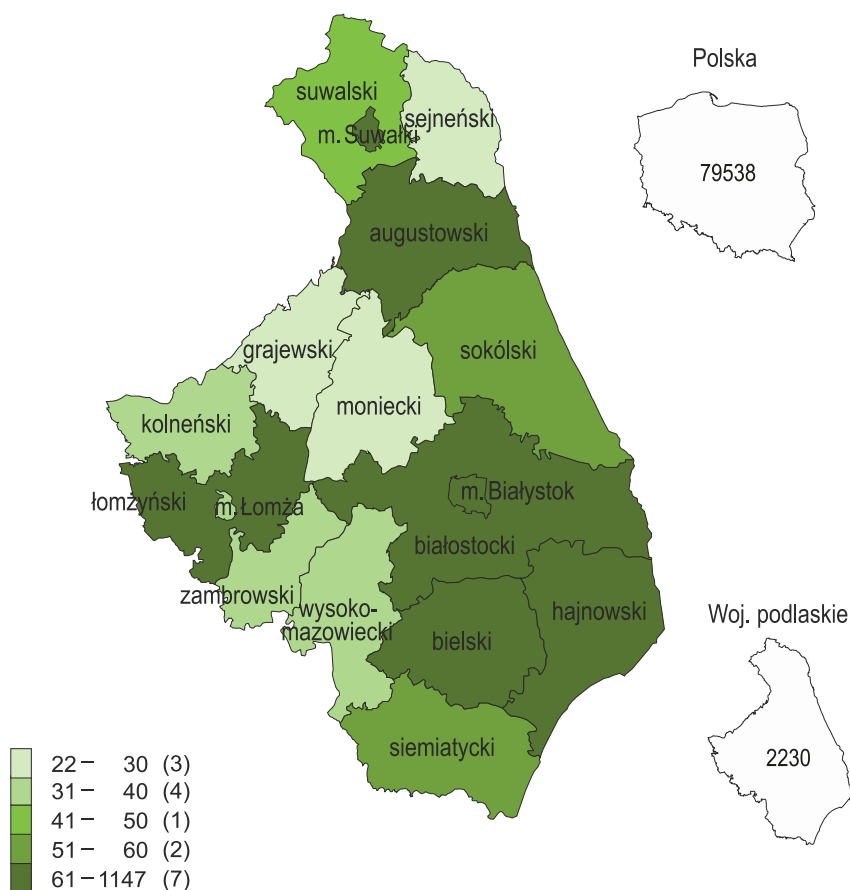 Polska
79538
suwalski
m. Suwałki
sejneński
augustowski
grajewski
sokólski
moniecki
kolneński
łomżyński
m. Łomża
m. Białystok
białostocki
zambrowski
wysoko-
mazowiecki
hajnowski
bielski
siemiatycki
Woj. podlaskie
2230
22 – 30 (3)
31 – 40 (4)
41 – 50 (1)
51 – 60 (2)
61 – 1147 (7)